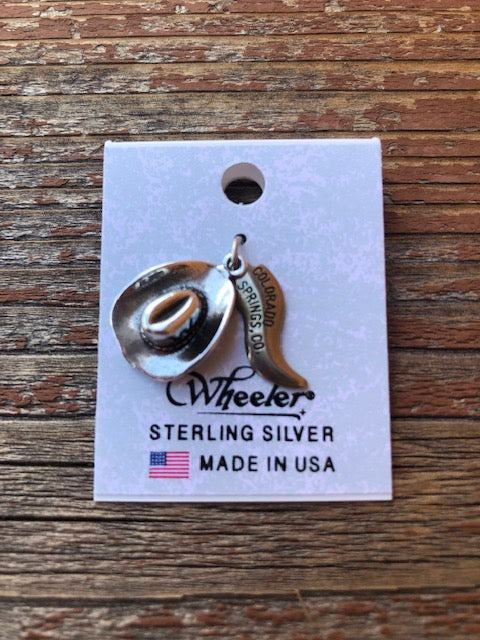 COLORADO
SPRINGS, CO.
Wheeler®
STERLING SILVER
MADE IN USA